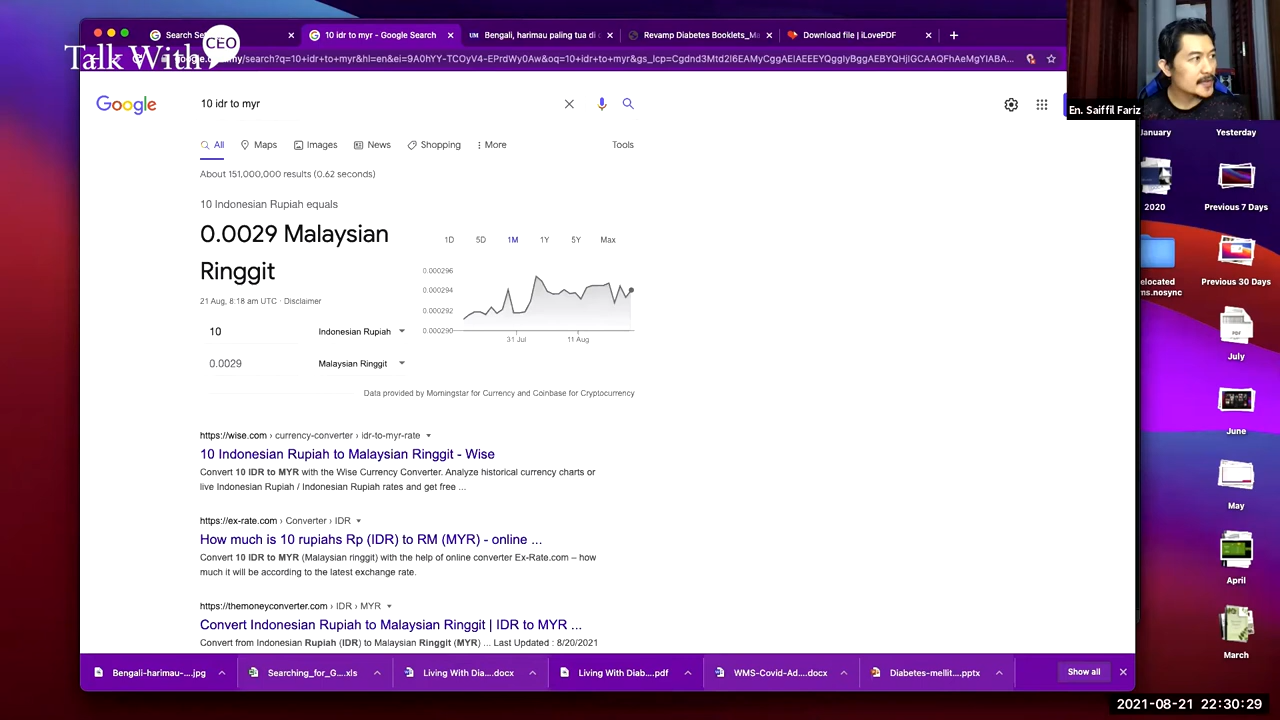 Talk With CEO
Search Se
10 idr to myr - Google Search
Bengali, harimau paling tua di
Revamp Diabetes Booklets_Ma
Download file | iLovePDF
Google
10 idr to myr
All
Maps
Images
News
Shopping
More
Tools
About 151,000,000 results (0.62 seconds)
10 Indonesian Rupiah equals
0.0029 Malaysian
Ringgit
21 Aug, 8:18 am UTC · Disclaimer
10 Indonesian Rupiah
0.0029 Malaysian Ringgit
1D 5D 1M 1Y 5Y Max
0.000296
0.000294
0.000292
0.000290
31 Jul 11 Aug
Data provided by Morningstar for Currency and Coinbase for Cryptocurrency
https://wise.com › currency-converter › idr-to-myr-rate
10 Indonesian Rupiah to Malaysian Ringgit - Wise
Convert 10 IDR to MYR with the Wise Currency Converter. Analyze historical currency charts or
live Indonesian Rupiah / Indonesian Rupiah rates and get free ...
https://ex-rate.com › Converter › IDR
How much is 10 rupiahs Rp (IDR) to RM (MYR) - online ...
Convert 10 IDR to MYR (Malaysian ringgit) with the help of online converter Ex-Rate.com – how
much it will be according to the latest exchange rate.
https://themoneyconverter.com › IDR › MYR
Convert Indonesian Rupiah to Malaysian Ringgit | IDR to MYR ...
Convert from Indonesian Rupiah (IDR) to Malaysian Ringgit (MYR) ... Last Updated : 8/20/2021
Bengali-harimau-....jpg
Searching_for_G....xls
Living With Dia....docx
Living With Diab....pdf
WMS-Covid-Ad....docx
Diabetes-mellit....pptx
Show all
En. Saiffil Fariz
January
Yesterday
2020
Previous 7 Days
elocated
ms.nosync
Previous 30 Days
PDF
July
June
May
April
March
2021-08-21 22:30:29